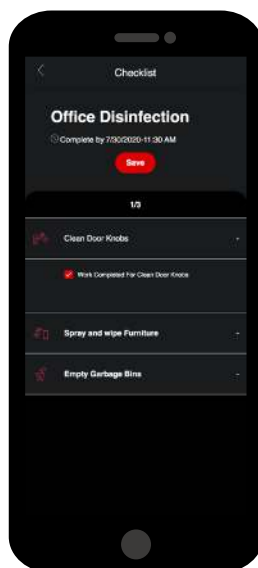 Checklist
Office Disinfection
Complete by 7/30/2020-11:30 AM
Save
1/3
Clean Door Knobs
Work Completed For Clean Door Knobs
Spray and wipe Furniture
Empty Garbage Bins